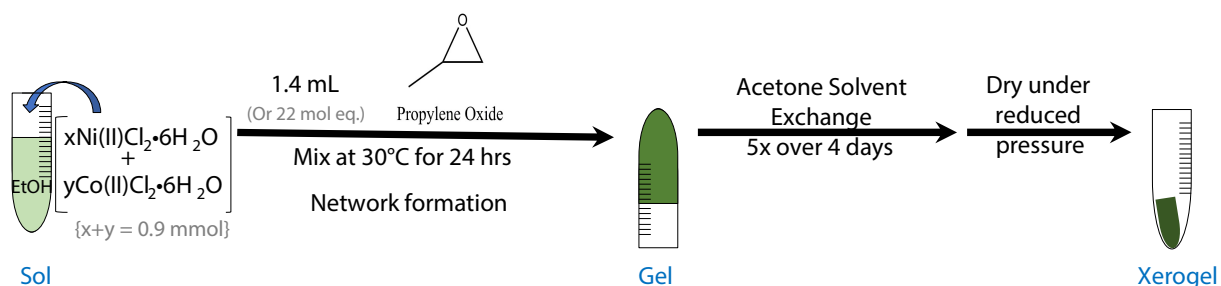 EtOH
xNi(II)Cl₂•6H₂O
+
yCo(II)Cl₂•6H₂O
{x+y = 0.9 mmol}
Sol
1.4 mL
(Or 22 mol eq.)
O
Propylene Oxide
Mix at 30°C for 24 hrs
Network formation
Gel
Acetone Solvent
Exchange
5x over 4 days
Dry under
reduced
pressure
Xerogel